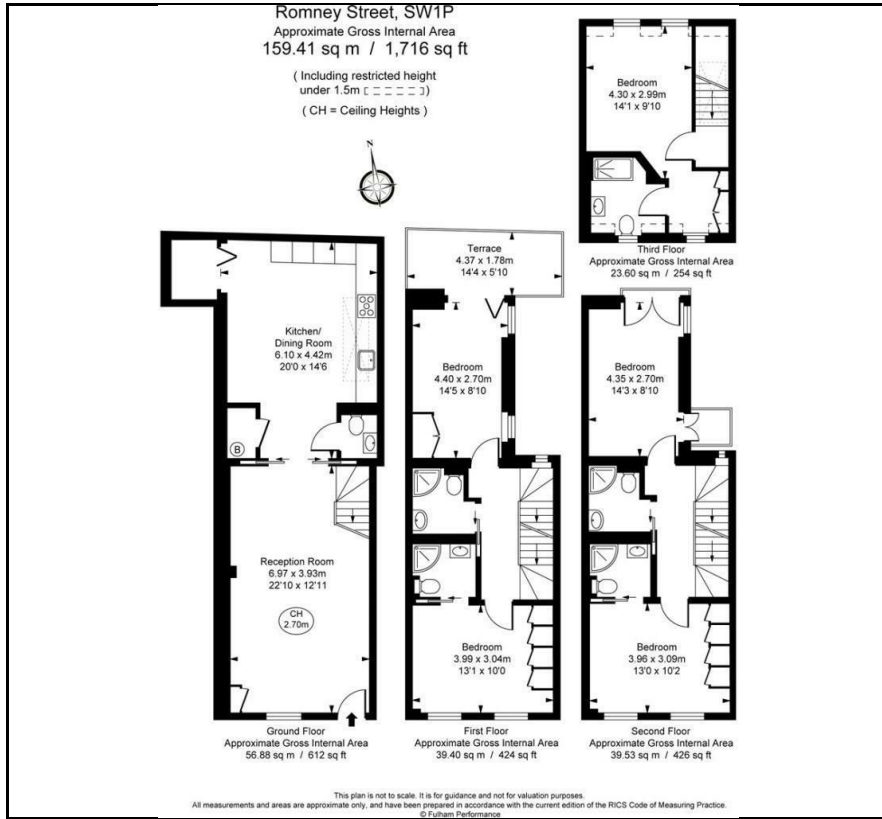 Romney Street, SW1P
Approximate Gross Internal Area
159.41 sq m / 1,716 sq ft
( Including restricted height
under 1.5m )
( CH = Ceiling Heights )
N
Bedroom
4.30 x 2.99m
14'1 x 9'10
Third Floor
Approximate Gross Internal Area
23.60 sq m / 254 sq ft
Kitchen/
Dining Room
6.10 x 4.42m
20'0 x 14'6
B
Reception Room
6.97 x 3.93m
22'10 x 12'11
CH
2.70m
Ground Floor
Approximate Gross Internal Area
56.88 sq m / 612 sq ft
Terrace
4.37 x 1.78m
14'4 x 5'10
Bedroom
4.40 x 2.70m
14'5 x 8'10
Bedroom
3.99 x 3.04m
13'1 x 10'0
First Floor
Approximate Gross Internal Area
39.40 sq m / 424 sq ft
Bedroom
4.35 x 2.70m
14'3 x 8'10
Bedroom
3.96 x 3.09m
13'0 x 10'2
Second Floor
Approximate Gross Internal Area
39.53 sq m / 426 sq ft
This plan is not to scale. It is for guidance and not for valuation purposes.
All measurements and areas are approximate only, and have been prepared in accordance with the current edition of the RICS Code of Measuring Practice.
© Fulham Performance